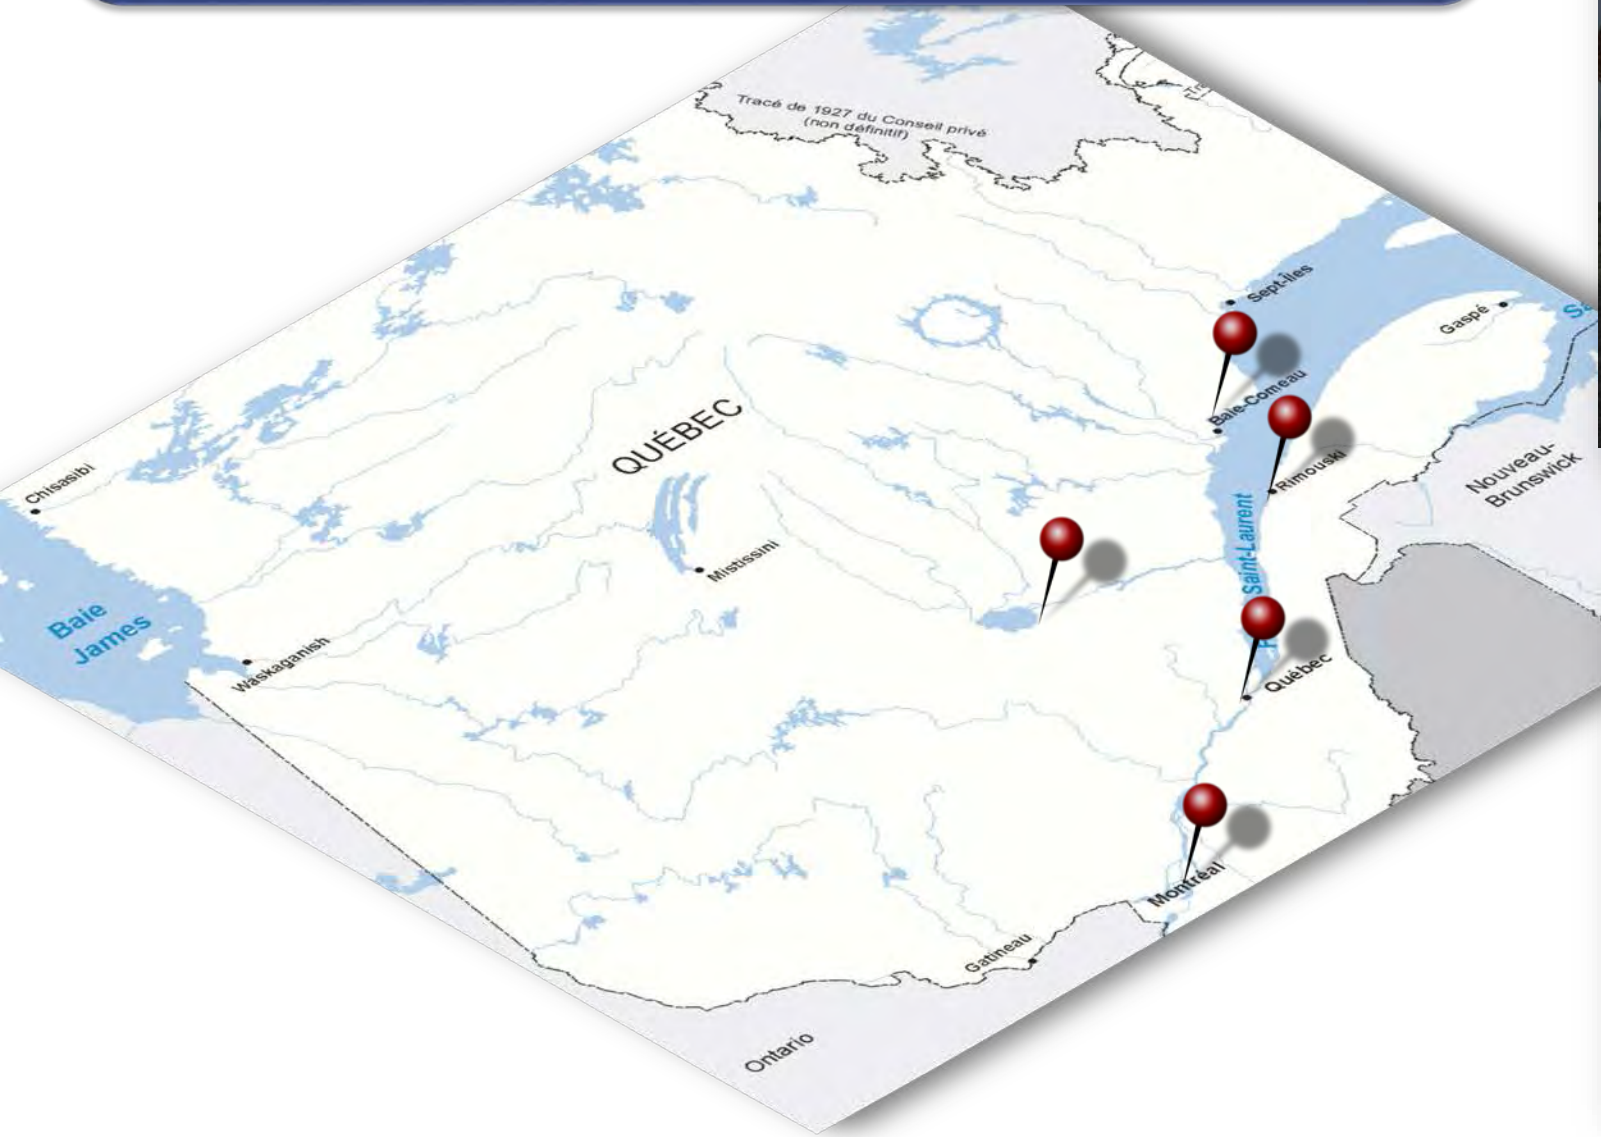 Tracé de 1927 du Conseil privé
(non définitif)
Sept-Îles
Gaspé
Baie-Comeau
QUÉBEC
Rimouski
Nouveau-
Brunswick
Chisasibi
Saint-Laurent
Mistissini
Baie
James
Waskaganish
Québec
Montréal
Gatineau
Ontario